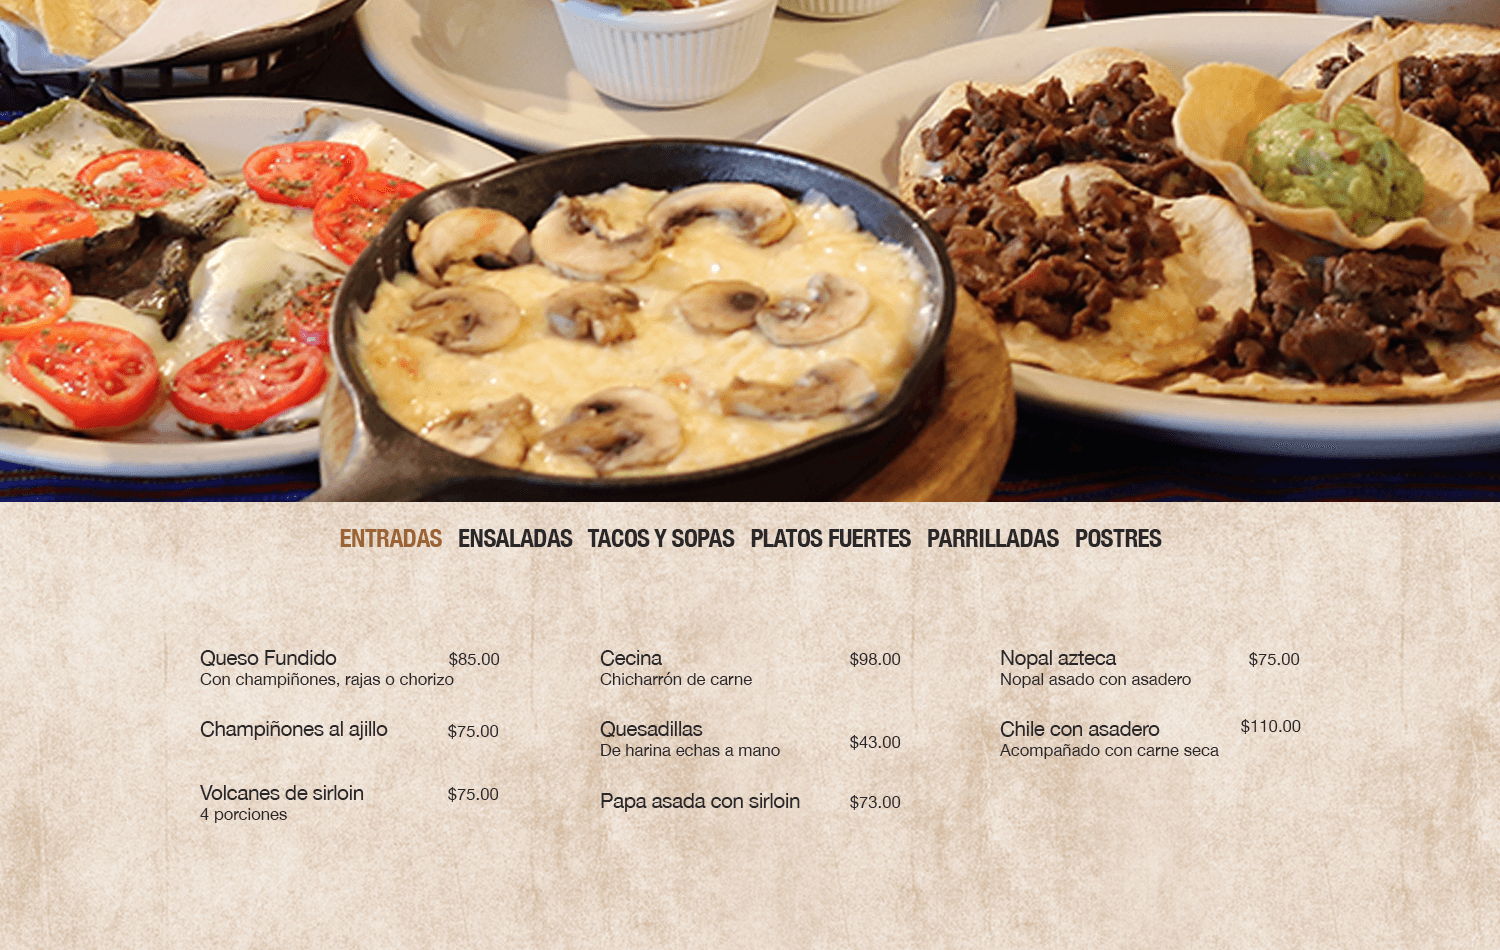 ENTRADAS ENSALADAS TACOS Y SOPAS PLATOS FUERTES PARRILLADAS POSTRES
Queso Fundido $85.00
Con champiñones, rajas o chorizo
Champiñones al ajillo $75.00
Volcanes de sirloin $75.00
4 porciones
Cecina $98.00
Chicharrón de carne
Quesadillas
De harina echas a mano $43.00
Papa asada con sirloin $73.00
Nopal azteca $75.00
Nopal asado con asadero
Chile con asadero $110.00
Acompañado con carne seca